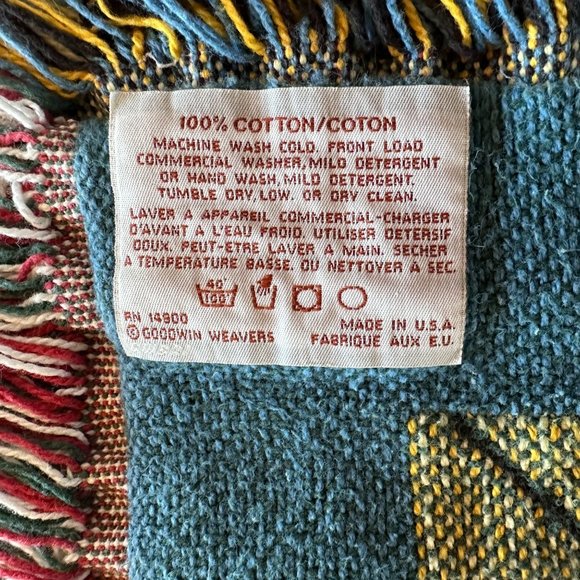 100% COTTON/COTON
MACHINE WASH COLD. FRONT LOAD
COMMERCIAL WASHER, MILD DETERGENT
OR HAND WASH, MILD DETERGENT.
TUMBLE DRY, LOW. OR DRY CLEAN.
LAVER A APPAREIL COMMERCIAL-CHARGER
D'AVANT A L'EAU FROID. UTILISER DETERSIF
DOUX. PEUT-ETRE LAVER A MAIN. SECHER
A TEMPERATURE BASSE. OU NETTOYER A SEC.
40
100
RN 14900 MADE IN U.S.A.
© GOODWIN WEAVERS FABRIQUE AUX E.U.